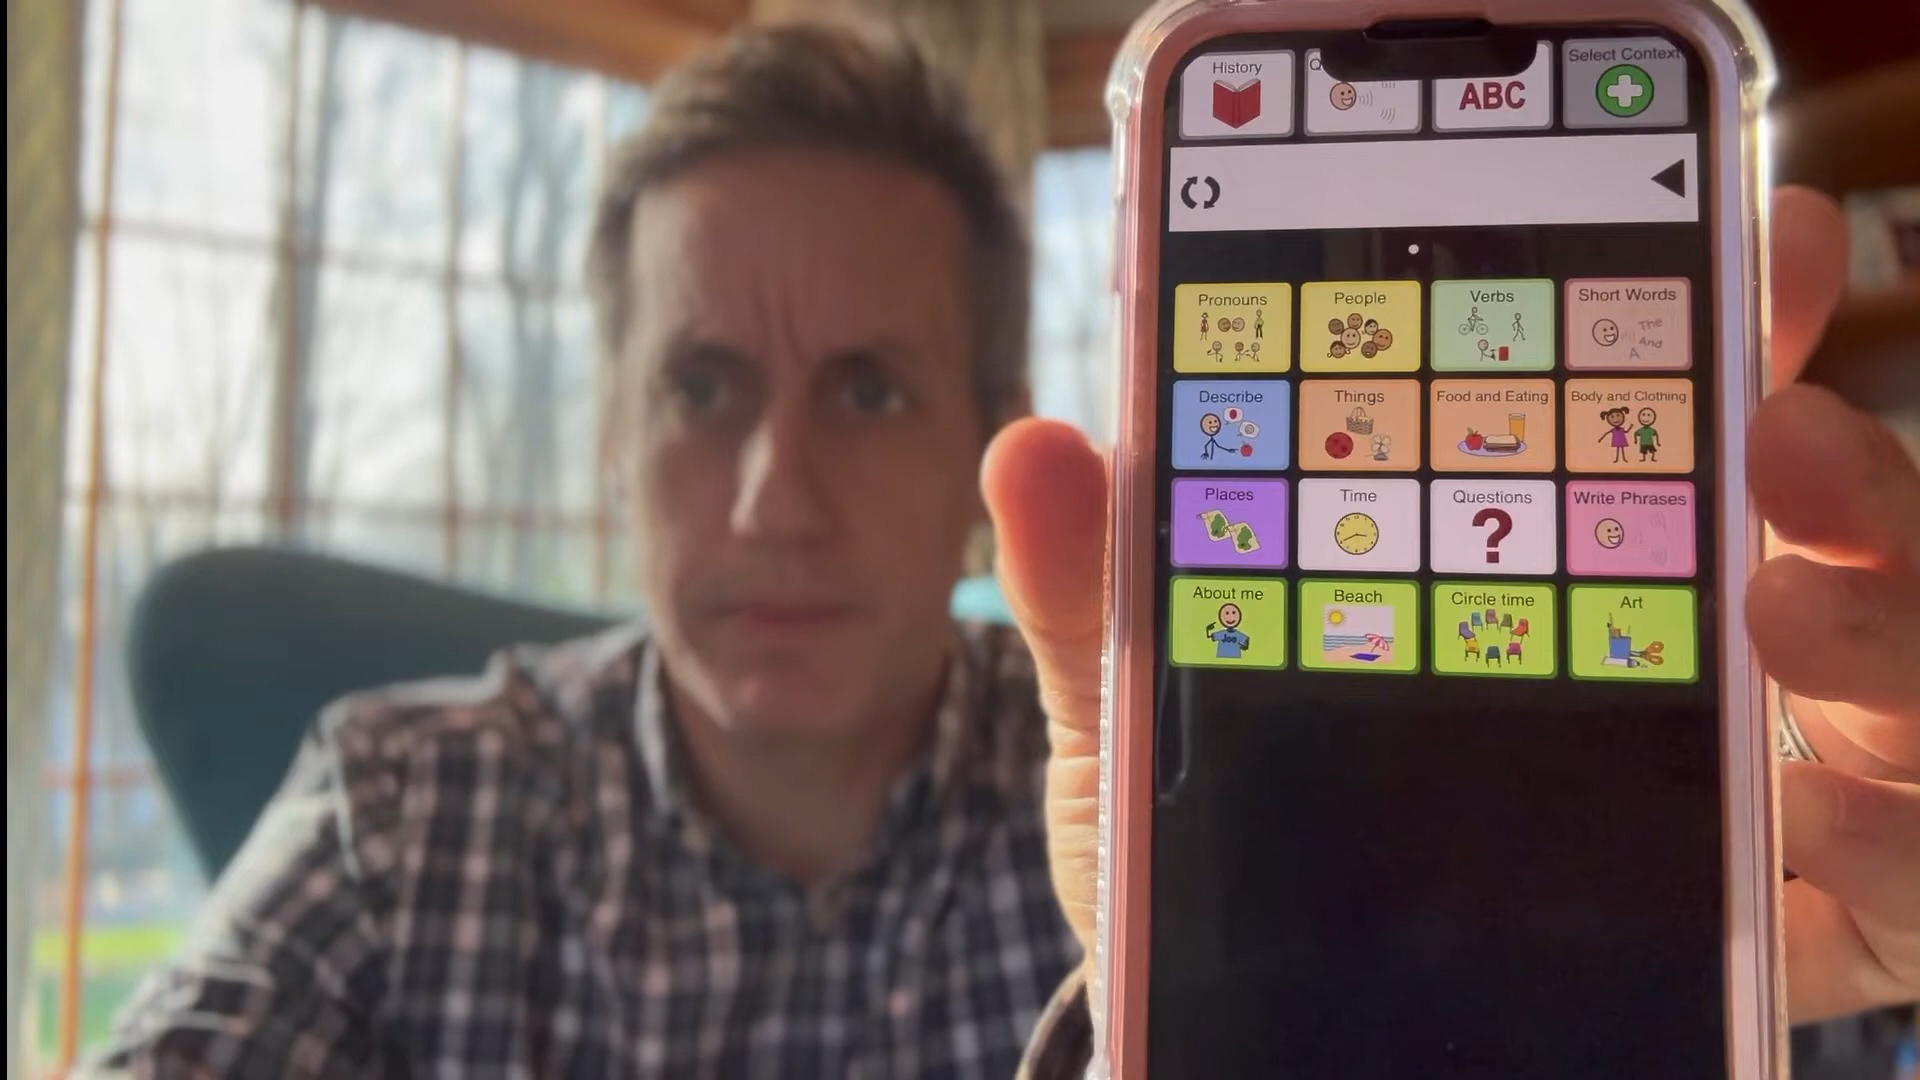 History
ABC
Select Context
Pronouns
People
Verbs
Short Words
The
And
A
Describe
Things
Food and Eating
Body and Clothing
Places
Time
Questions
?
Write Phrases
About me
Joe
Beach
Circle time
Art